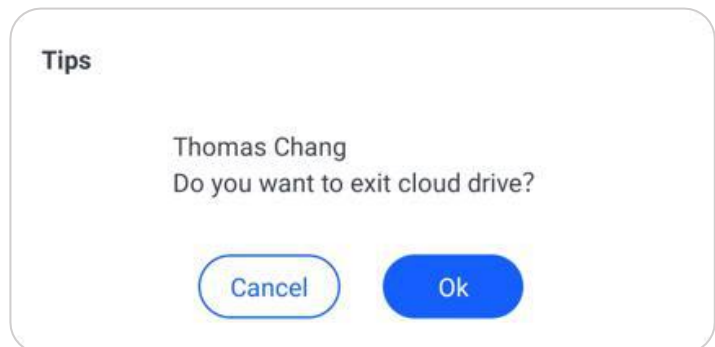 Tips
Thomas Chang
Do you want to exit cloud drive?
Cancel
Ok